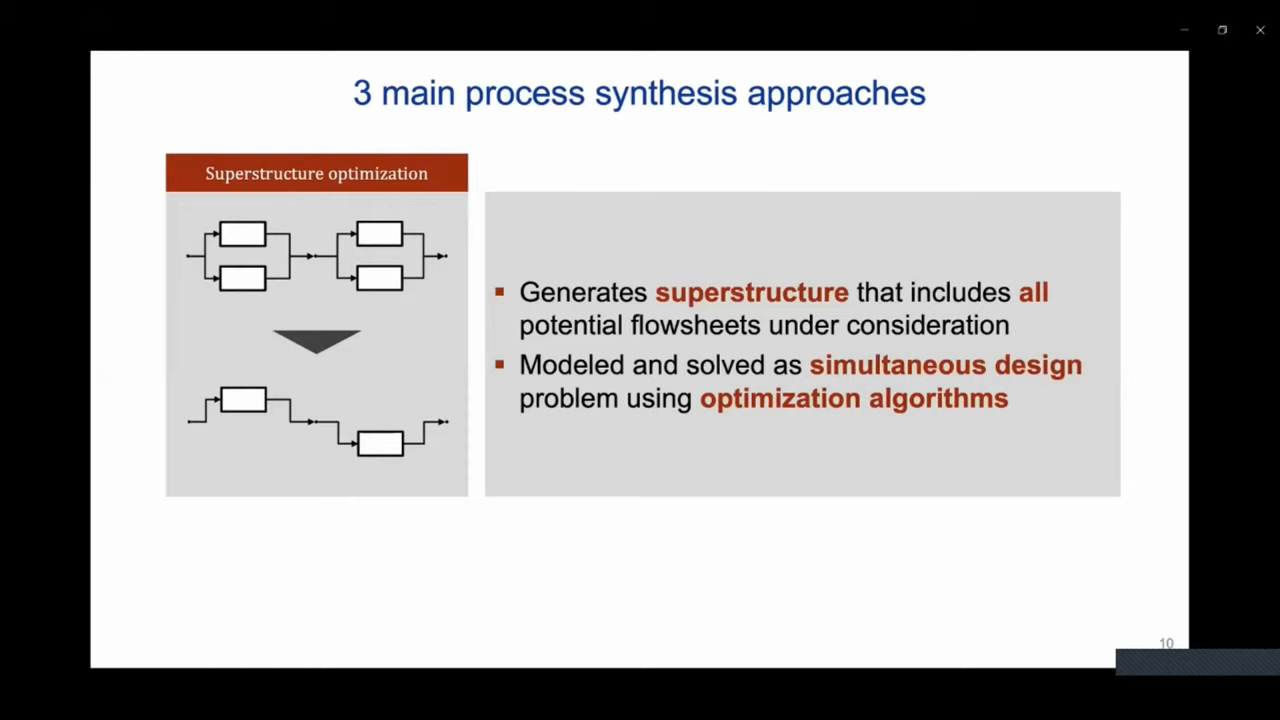 3 main process synthesis approaches
Superstructure optimization
▪ Generates superstructure that includes all
potential flowsheets under consideration
▪ Modeled and solved as simultaneous design
problem using optimization algorithms
10